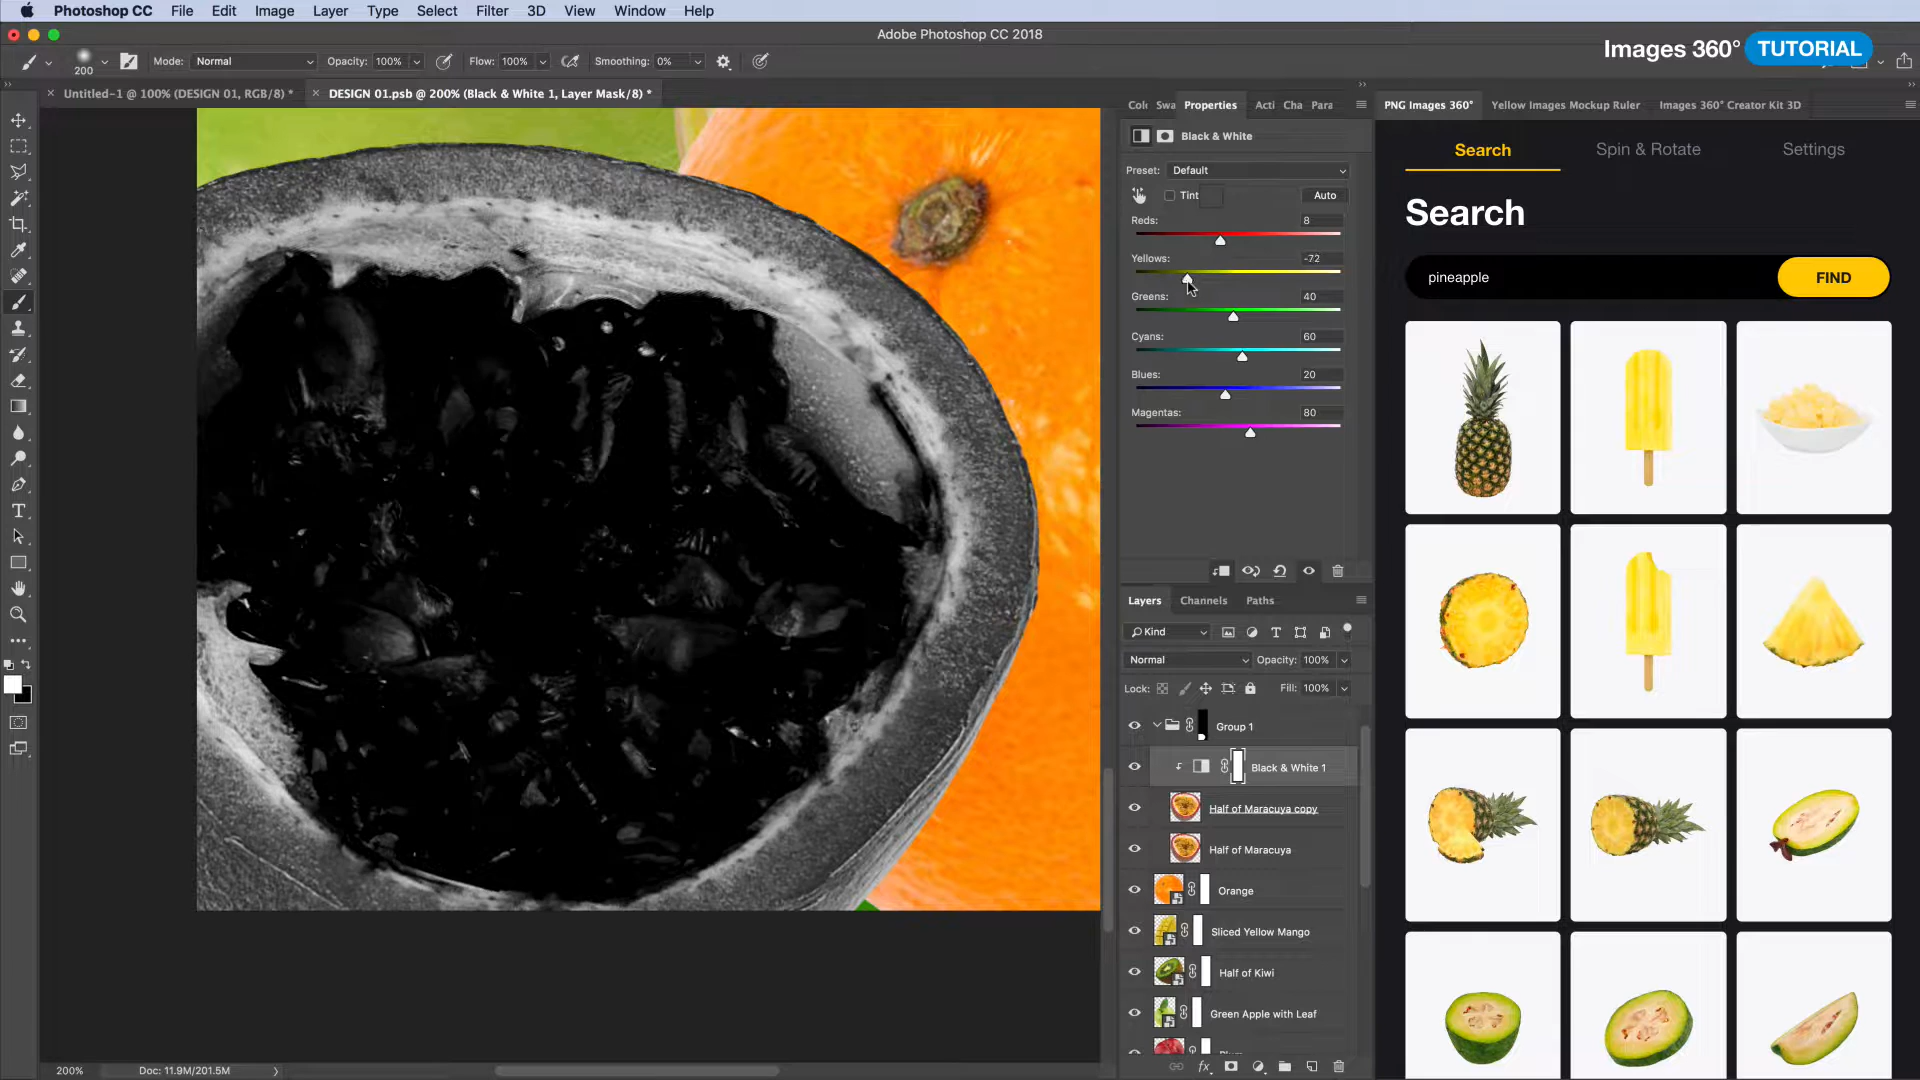 Photoshop CC File Edit Image Layer Type Select Filter 3D View Window Help
Adobe Photoshop CC 2018
Images 360° TUTORIAL
200 Mode: Normal Opacity: 100% Flow: 100% Smoothing: 0%
Untitled-1 @ 100% (DESIGN 01, RGB/8) *
DESIGN 01.psb @ 200% (Black & White 1, Layer Mask/8) *
Swa Properties Acti Cha Para
Black & White
Preset: Default
Tint Auto
Reds: 8
Yellows: -72
Greens: 40
Cyans: 60
Blues: 20
Magentas: 80
Layers Channels Paths
Kind
Normal Opacity: 100%
Lock: Fill: 100%
Group 1
Black & White 1
Half of Maracuya copy
Half of Maracuya
Orange
Sliced Yellow Mango
Half of Kiwi
Green Apple with Leaf
fx
PNG Images 360° Yellow Images Mockup Ruler Images 360° Creator Kit 3D
Search Spin & Rotate Settings
Search
pineapple FIND
200% Doc: 11.9M/201.5M